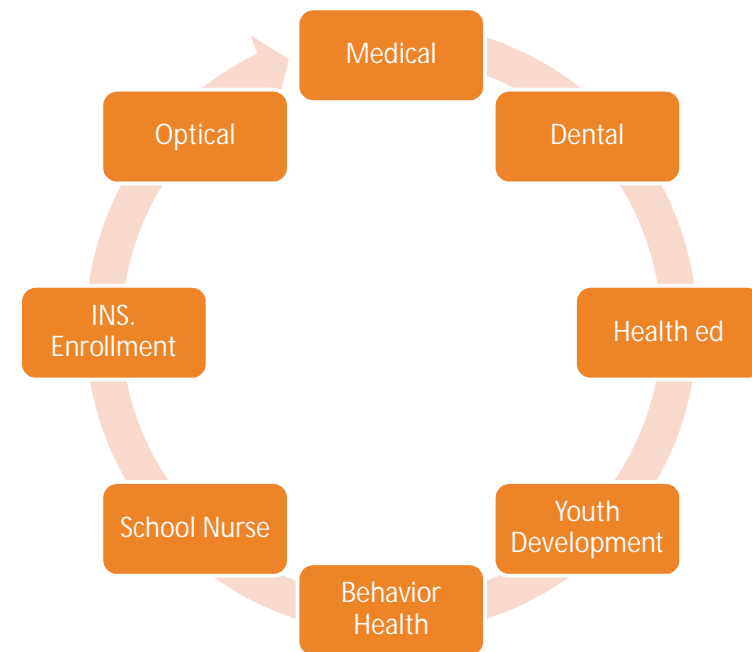 Medical
Dental
Health ed
Youth
Development
Behavior
Health
School Nurse
INS.
Enrollment
Optical